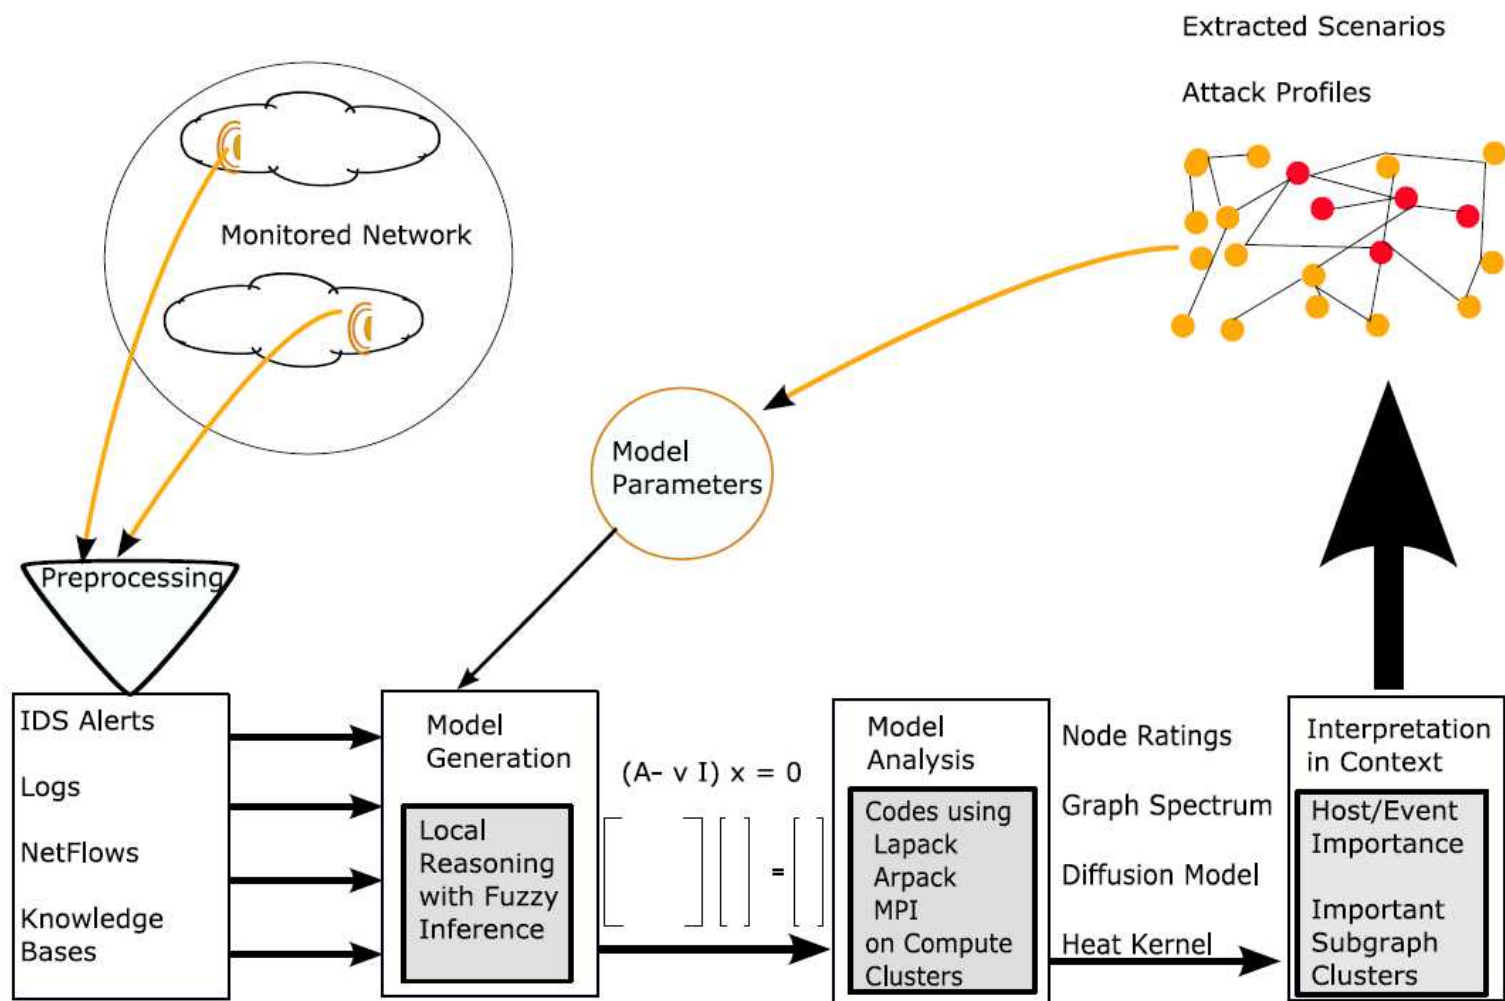 Extracted Scenarios
Attack Profiles
Monitored Network
Model
Parameters
Preprocessing
IDS Alerts
Logs
NetFlows
Knowledge
Bases
Model
Generation
Local
Reasoning
with Fuzzy
Inference
(A- v I) x = 0
=
Model
Analysis
Codes using
Lapack
Arpack
MPI
on Compute
Clusters
Node Ratings
Graph Spectrum
Diffusion Model
Heat Kernel
Interpretation
in Context
Host/Event
Importance
Important
Subgraph
Clusters